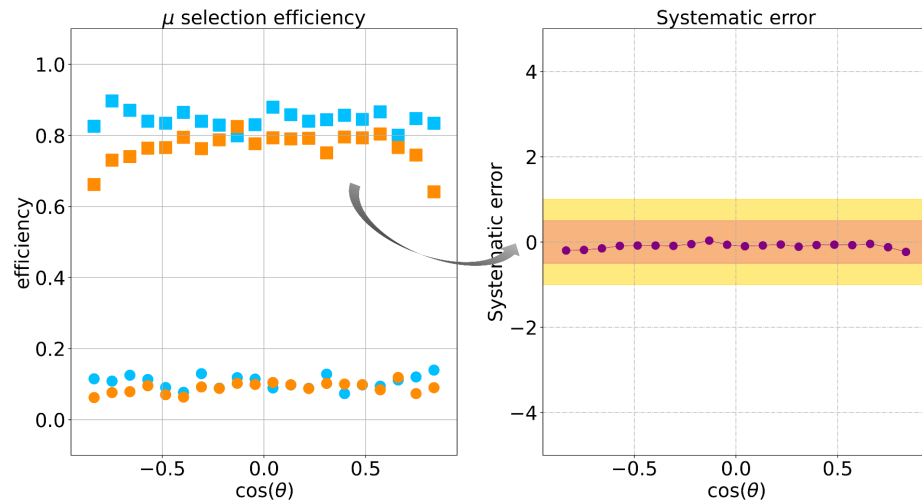 μ selection efficiency
efficiency
1.0
0.8
0.6
0.4
0.2
0.0
−0.5
0.0
0.5
cos(θ)
Systematic error
Systematic error
4
2
0
−2
−4
−0.5
0.0
0.5
cos(θ)